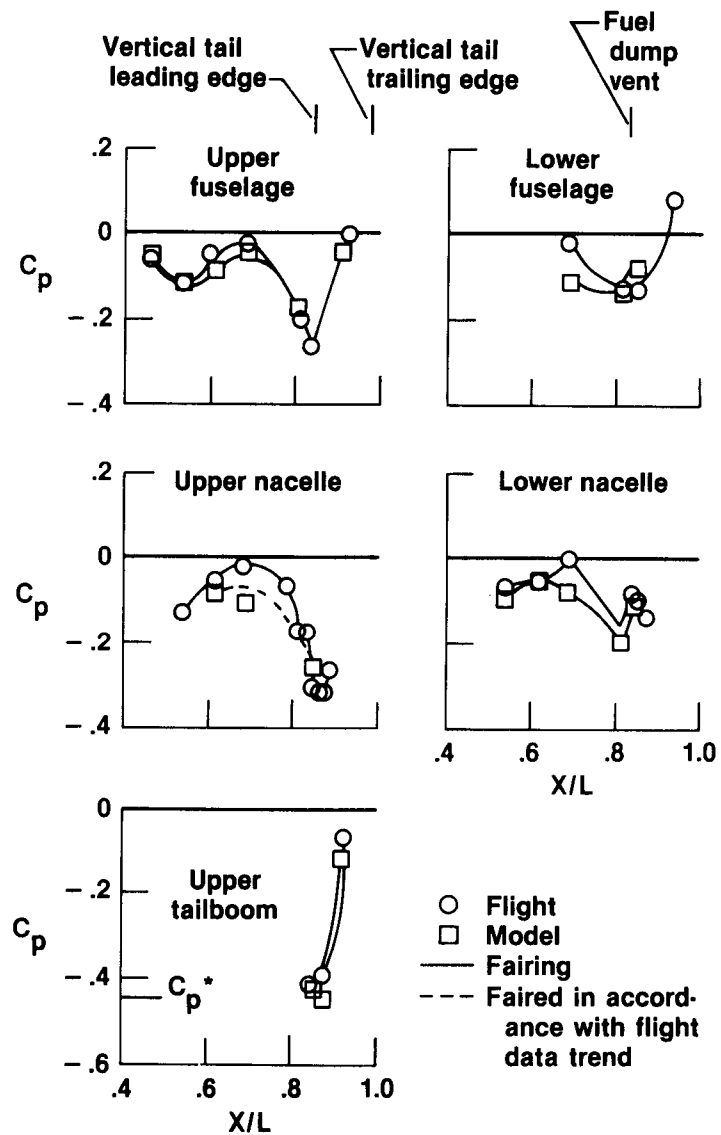 Vertical tail
leading edge
Vertical tail
trailing edge
Fuel
dump
vent
.2
0
Cp
-.2
-.4
Upper
fuselage
Lower
fuselage
.2
0
Cp
-.2
-.4
Upper nacelle
Lower nacelle
.4 .6 .8 1.0
X/L
0
-.2
Cp
-.4
-.6
Cp*
Upper
tailboom
.4 .6 .8 1.0
X/L
Flight
Model
Fairing
Faired in accord-
ance with flight
data trend